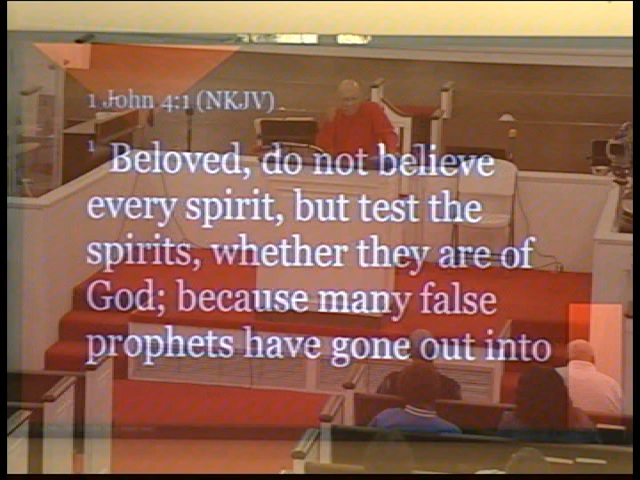 1 John 4:1 (NKJV)
1 Beloved, do not believe
every spirit, but test the
spirits, whether they are of
God; because many false
prophets have gone out into